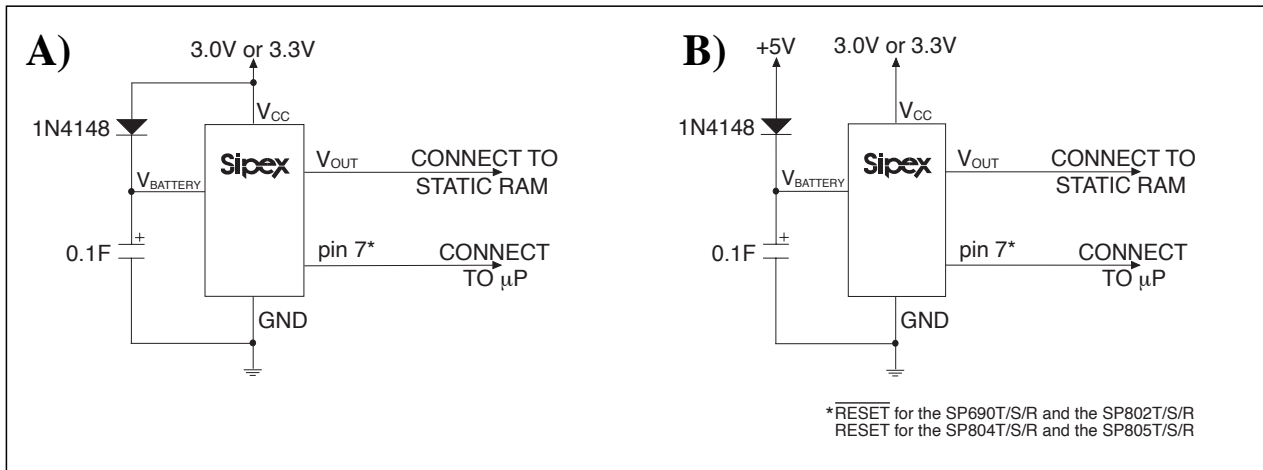 A)
3.0V or 3.3V
1N4148
VCC
Sipex
VOUT
CONNECT TO
STATIC RAM
VBATTERY
+
0.1F
pin 7*
CONNECT
TO µP
GND
B)
+5V
3.0V or 3.3V
1N4148
VCC
Sipex
VOUT
CONNECT TO
STATIC RAM
VBATTERY
+
0.1F
pin 7*
CONNECT
TO µP
GND
*RESET for the SP690T/S/R and the SP802T/S/R
RESET for the SP804T/S/R and the SP805T/S/R